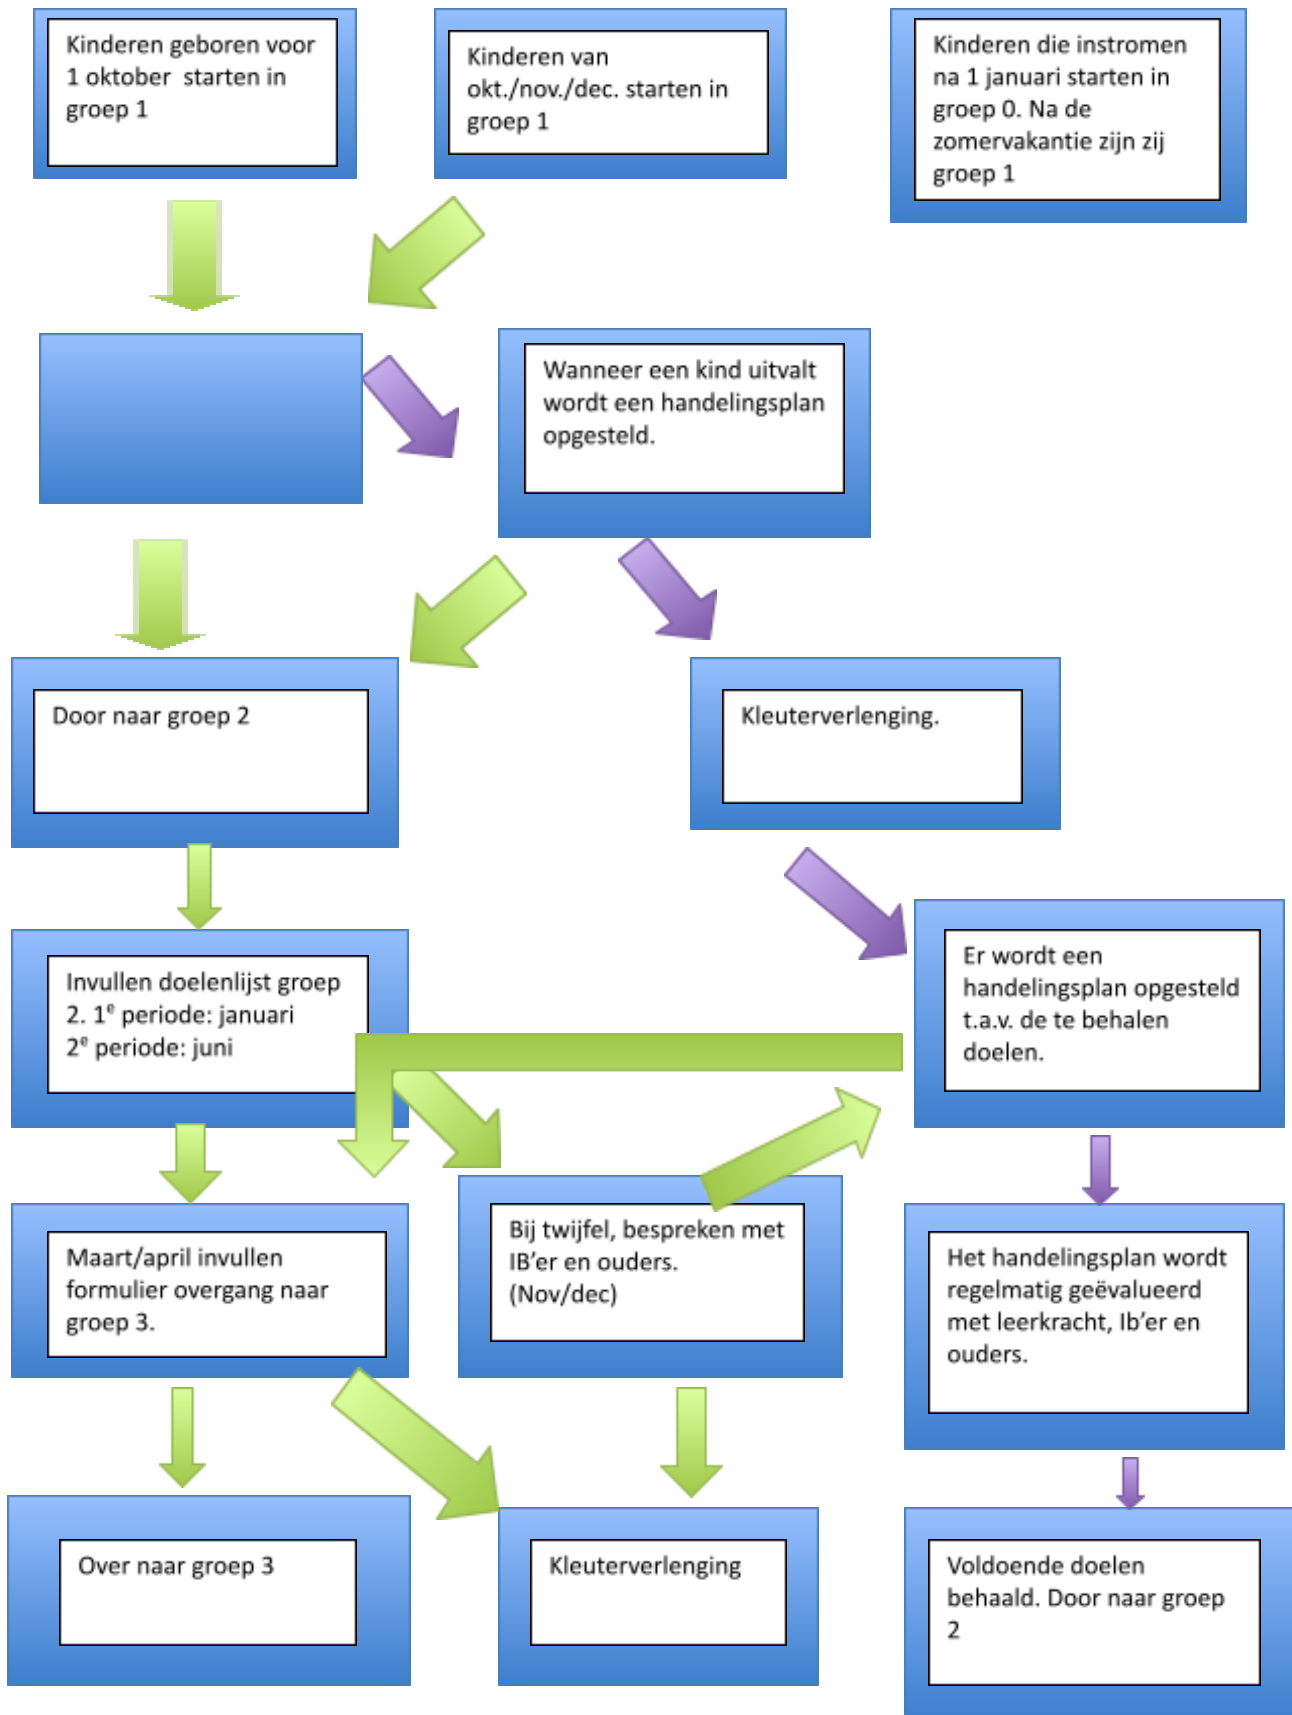 Kinderen geboren voor
1 oktober starten in
groep 1
Kinderen van
okt./nov./dec. starten in
groep 1
Kinderen die instromen
na 1 januari starten in
groep 0. Na de
zomervakantie zijn zij
groep 1
Wanneer een kind uitvalt
wordt een handelingsplan
opgesteld.
Door naar groep 2
Kleuterverlenging.
Invullen doelenlijst groep
2. 1e periode: januari
2e periode: juni
Er wordt een
handelingsplan opgesteld
t.a.v. de te behalen
doelen.
Maart/april invullen
formulier overgang naar
groep 3.
Bij twijfel, bespreken met
IB’er en ouders.
(Nov/dec)
Het handelingsplan wordt
regelmatig geëvalueerd
met leerkracht, Ib’er en
ouders.
Over naar groep 3
Kleuterverlenging
Voldoende doelen
behaald. Door naar groep
2